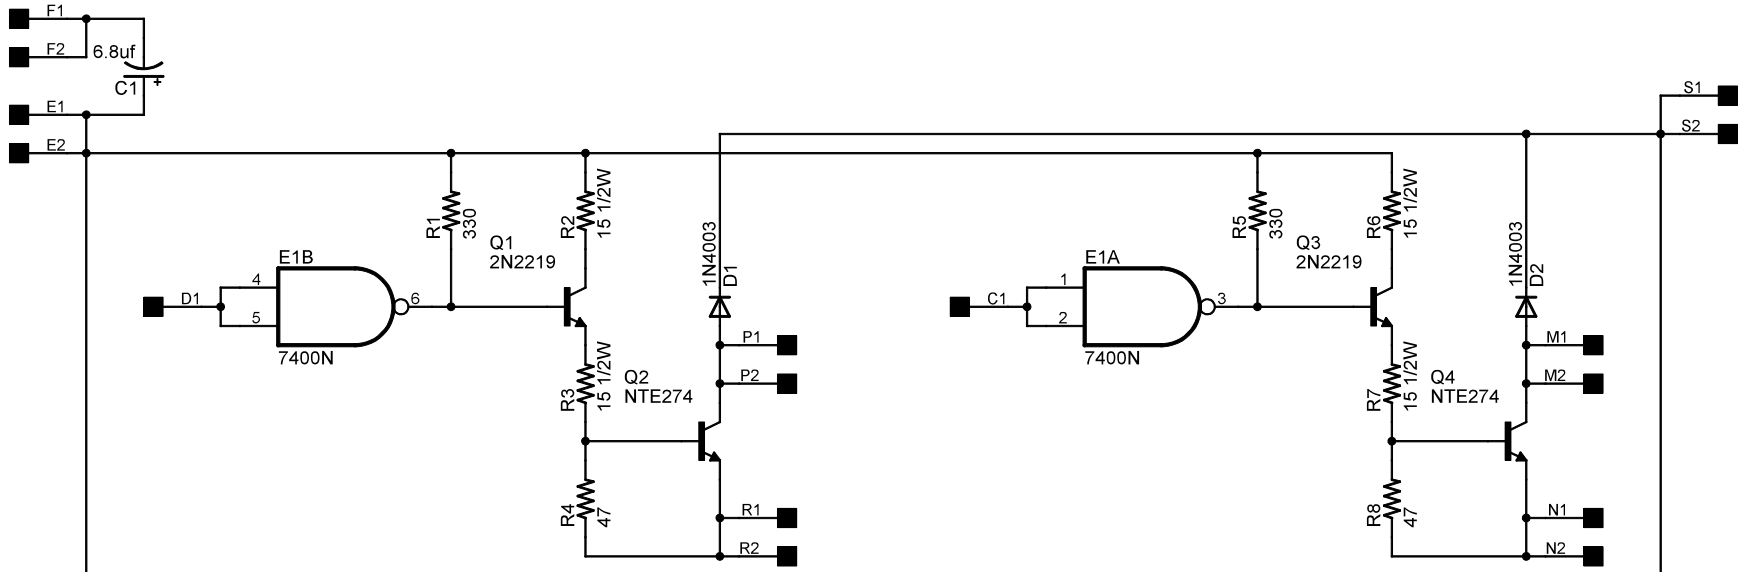 F1
F2
6.8uf
+
C1
E1
E2
S1
S2
R1
330
R2
15 1/2W
Q1
2N2219
1N4003
D1
E1B
4
5
6
D1
7400N
P1
P2
R3
15 1/2W
Q2
NTE274
R4
47
R1
R2
R5
330
R6
15 1/2W
Q3
2N2219
1N4003
D2
E1A
1
2
3
C1
7400N
M1
M2
R7
15 1/2W
Q4
NTE274
R8
47
N1
N2